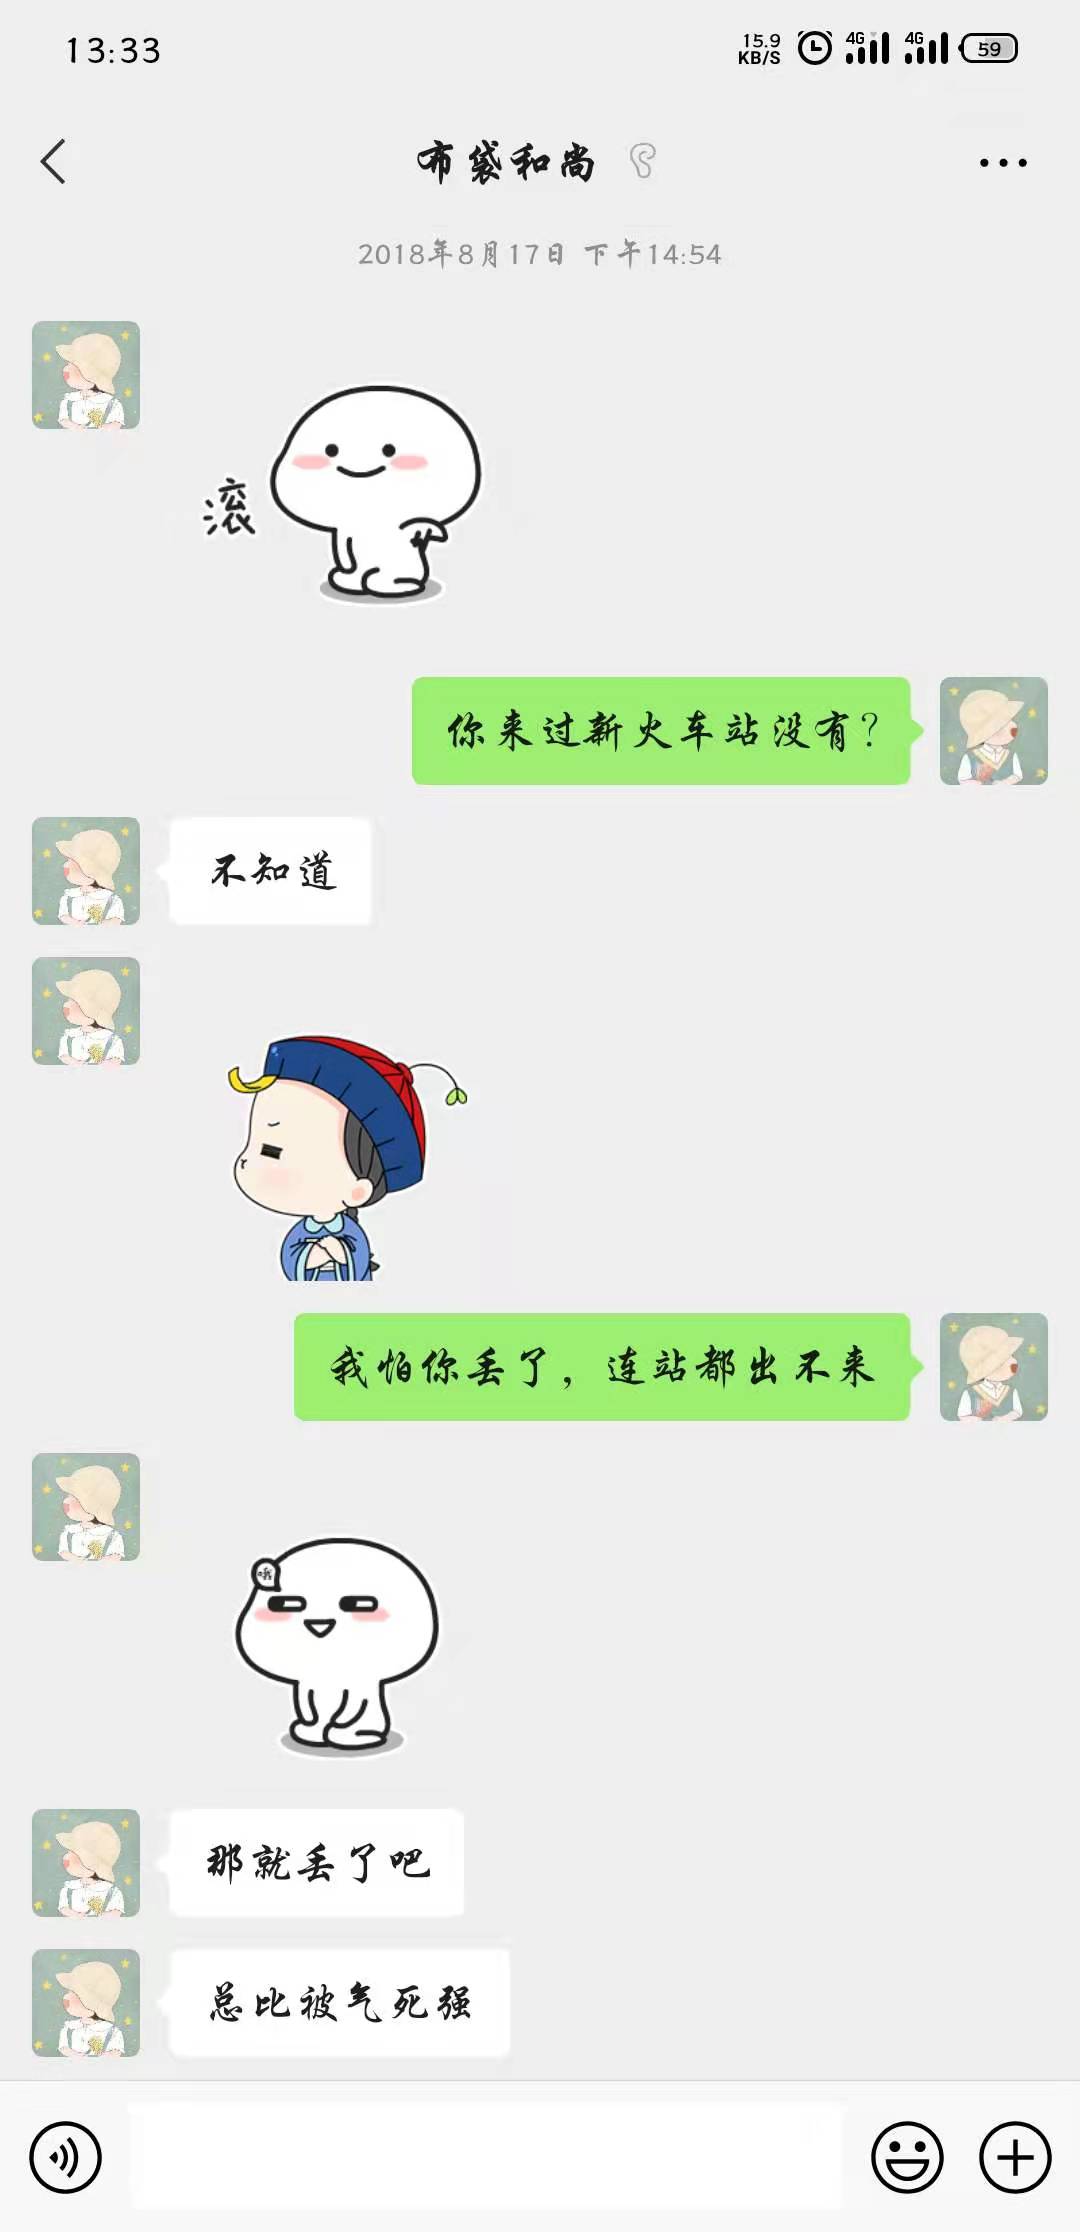 13:33
15.9
KB/S
4G
4G
59
布袋和尚
2018年8月17日 下午14:54
滚
你来过新火车站没有?
不知道
我怕你丢了，连站都出不来
哦
那就丢了吧
总比被气死强